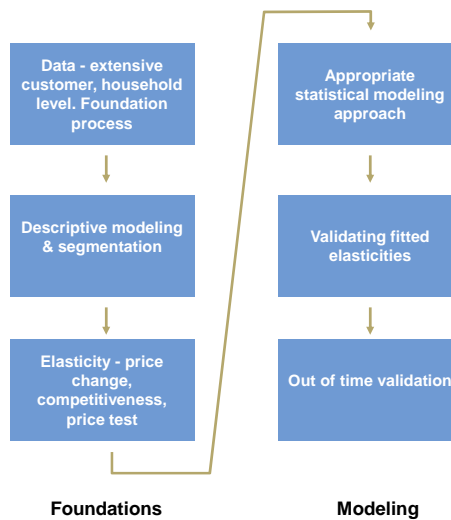 Data - extensive
customer, household
level. Foundation
process
Descriptive modeling
& segmentation
Elasticity - price
change,
competitiveness,
price test
Foundations
Appropriate
statistical modeling
approach
Validating fitted
elasticities
Out of time validation
Modeling